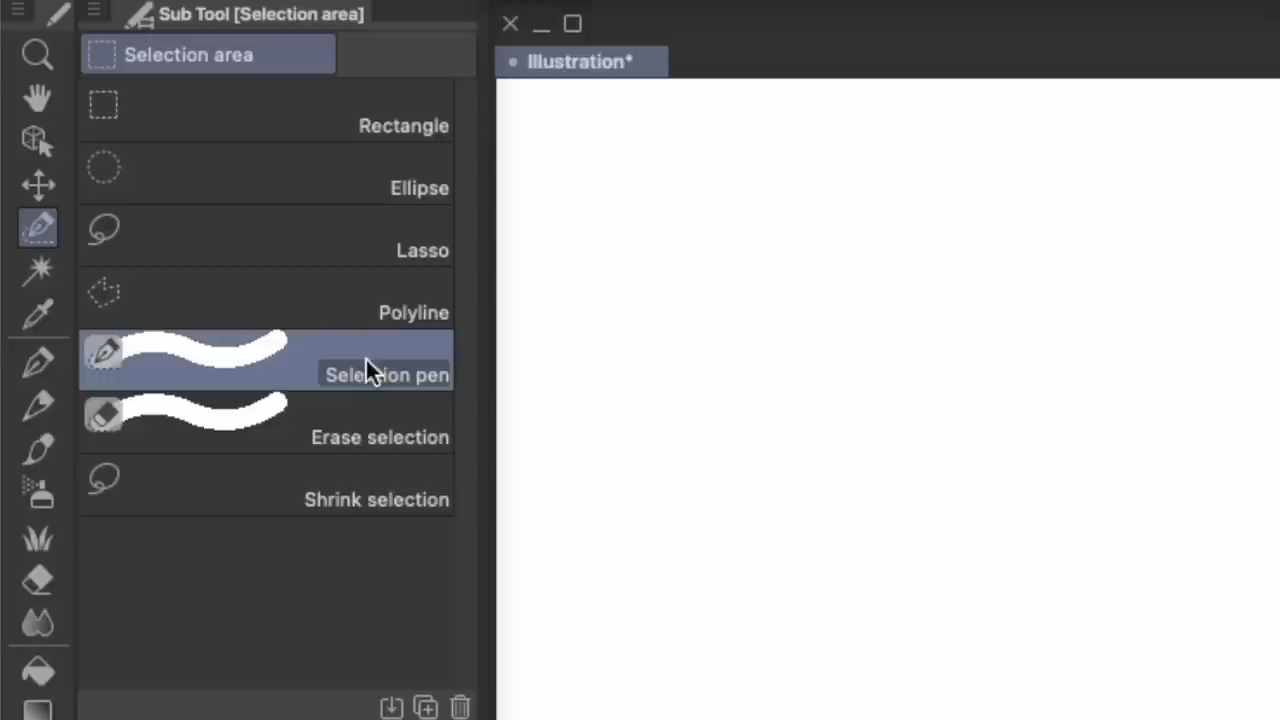 Sub Tool [Selection area]
Selection area
Illustration*
Rectangle
Ellipse
Lasso
Polyline
Selection pen
Erase selection
Shrink selection